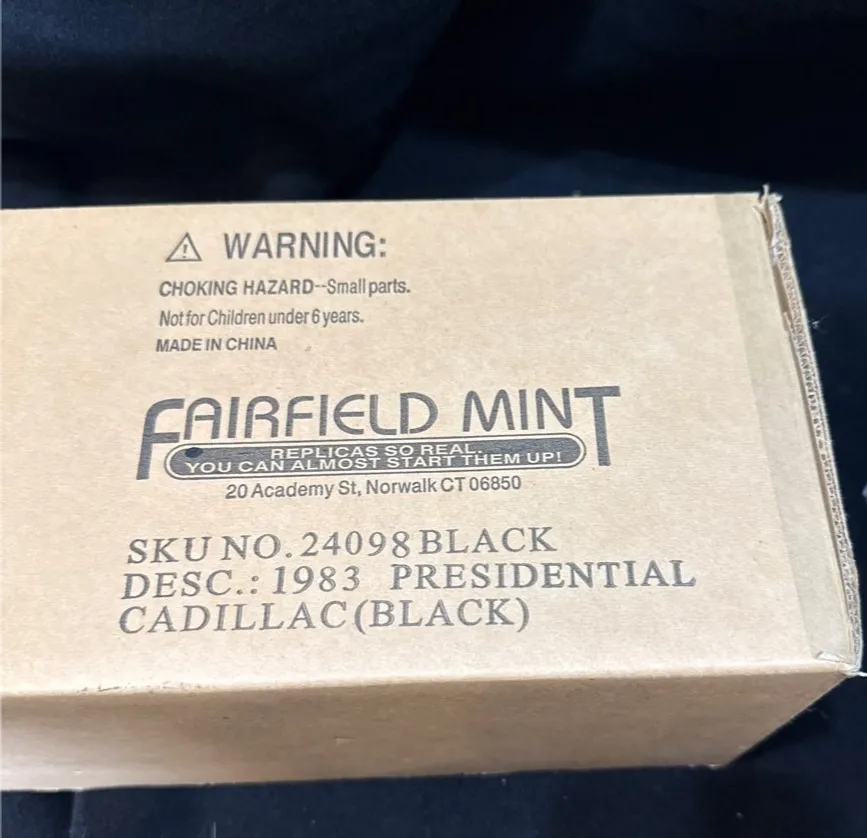 WARNING:
CHOKING HAZARD--Small parts.
Not for Children under 6 years.
MADE IN CHINA
FAIRFIELD MINT
REPLICAS SO REAL...
YOU CAN ALMOST START THEM UP!
20 Academy St, Norwalk CT 06850
SKU NO. 24098 BLACK
DESC.: 1983 PRESIDENTIAL
CADILLAC (BLACK)